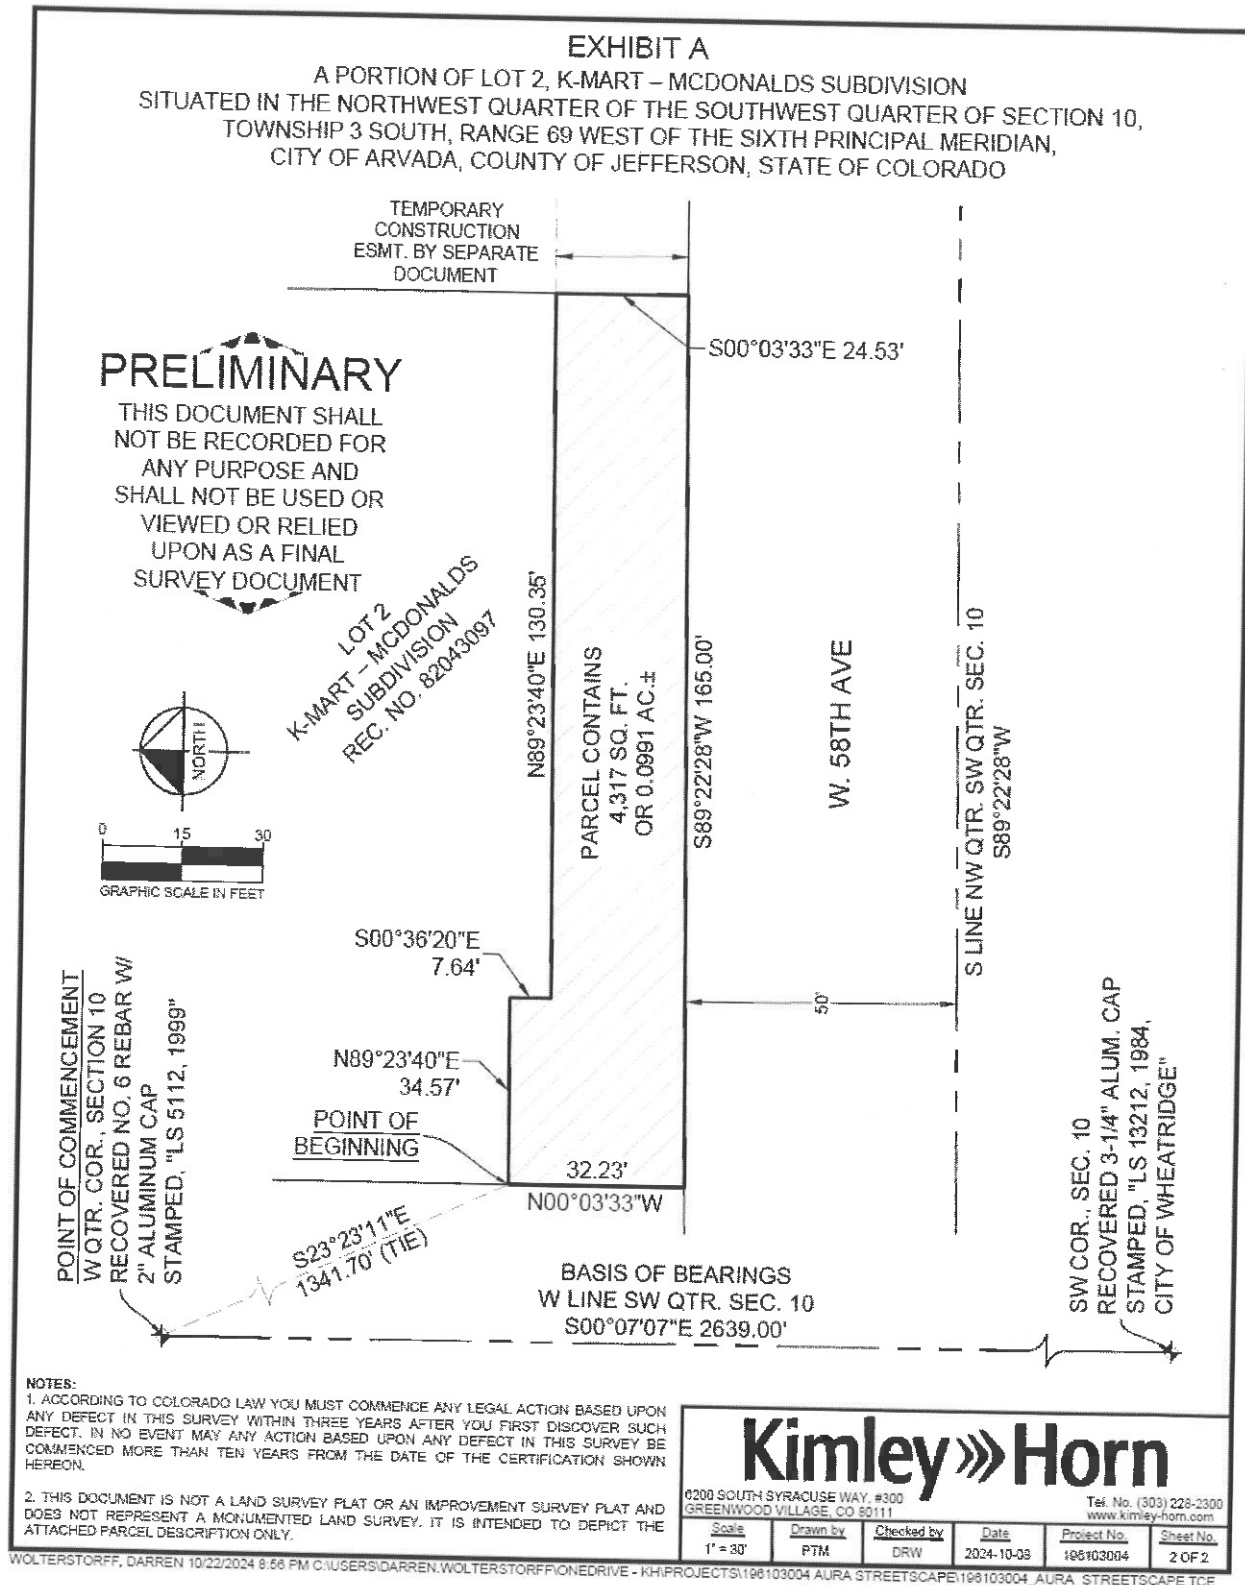 EXHIBIT A
A PORTION OF LOT 2, K-MART – MCDONALDS SUBDIVISION
SITUATED IN THE NORTHWEST QUARTER OF THE SOUTHWEST QUARTER OF SECTION 10,
TOWNSHIP 3 SOUTH, RANGE 69 WEST OF THE SIXTH PRINCIPAL MERIDIAN,
CITY OF ARVADA, COUNTY OF JEFFERSON, STATE OF COLORADO
TEMPORARY
CONSTRUCTION
ESMT. BY SEPARATE
DOCUMENT
S00°03'33"E 24.53'
PRELIMINARY
THIS DOCUMENT SHALL
NOT BE RECORDED FOR
ANY PURPOSE AND
SHALL NOT BE USED OR
VIEWED OR RELIED
UPON AS A FINAL
SURVEY DOCUMENT
LOT 2
K-MART – MCDONALDS
SUBDIVISION
REC. NO. 82043097
N89°23'40"E 130.35'
PARCEL CONTAINS
4,317 SQ. FT.
OR 0.0991 AC.±
S89°22'28"W 165.00'
W. 58TH AVE
S LINE NW QTR. SW QTR. SEC. 10
S89°22'28"W
NORTH
0 15 30
GRAPHIC SCALE IN FEET
S00°36'20"E
7.64'
50'
N89°23'40"E
34.57'
POINT OF
BEGINNING
32.23'
N00°03'33"W
POINT OF COMMENCEMENT
W QTR. COR., SECTION 10
RECOVERED NO. 6 REBAR W/
2" ALUMINUM CAP
STAMPED, "LS 5112, 1999"
S23°23'11"E
1341.70' (TIE)
SW COR., SEC. 10
RECOVERED 3-1/4" ALUM. CAP
STAMPED, "LS 13212, 1984,
CITY OF WHEATRIDGE"
BASIS OF BEARINGS
W LINE SW QTR. SEC. 10
S00°07'07"E 2639.00'
NOTES:
1. ACCORDING TO COLORADO LAW YOU MUST COMMENCE ANY LEGAL ACTION BASED UPON
ANY DEFECT IN THIS SURVEY WITHIN THREE YEARS AFTER YOU FIRST DISCOVER SUCH
DEFECT. IN NO EVENT MAY ANY ACTION BASED UPON ANY DEFECT IN THIS SURVEY BE
COMMENCED MORE THAN TEN YEARS FROM THE DATE OF THE CERTIFICATION SHOWN
HEREON.
2. THIS DOCUMENT IS NOT A LAND SURVEY PLAT OR AN IMPROVEMENT SURVEY PLAT AND
DOES NOT REPRESENT A MONUMENTED LAND SURVEY. IT IS INTENDED TO DEPICT THE
ATTACHED PARCEL DESCRIPTION ONLY.
Kimley»Horn
6200 SOUTH SYRACUSE WAY, #300
GREENWOOD VILLAGE, CO 80111
Tel. No. (303) 228-2300
www.kimley-horn.com
Scale Drawn by Checked by Date Project No. Sheet No.
1" = 30' PTM DRW 2024-10-03 196103004 2 OF 2
WOLTERSTORFF, DARREN 10/22/2024 8:56 PM C:\USERS\DARREN.WOLTERSTORFF\ONEDRIVE - KH\PROJECTS\196103004 AURA STREETSCAPE\196103004_AURA STREETSCAPE TCE